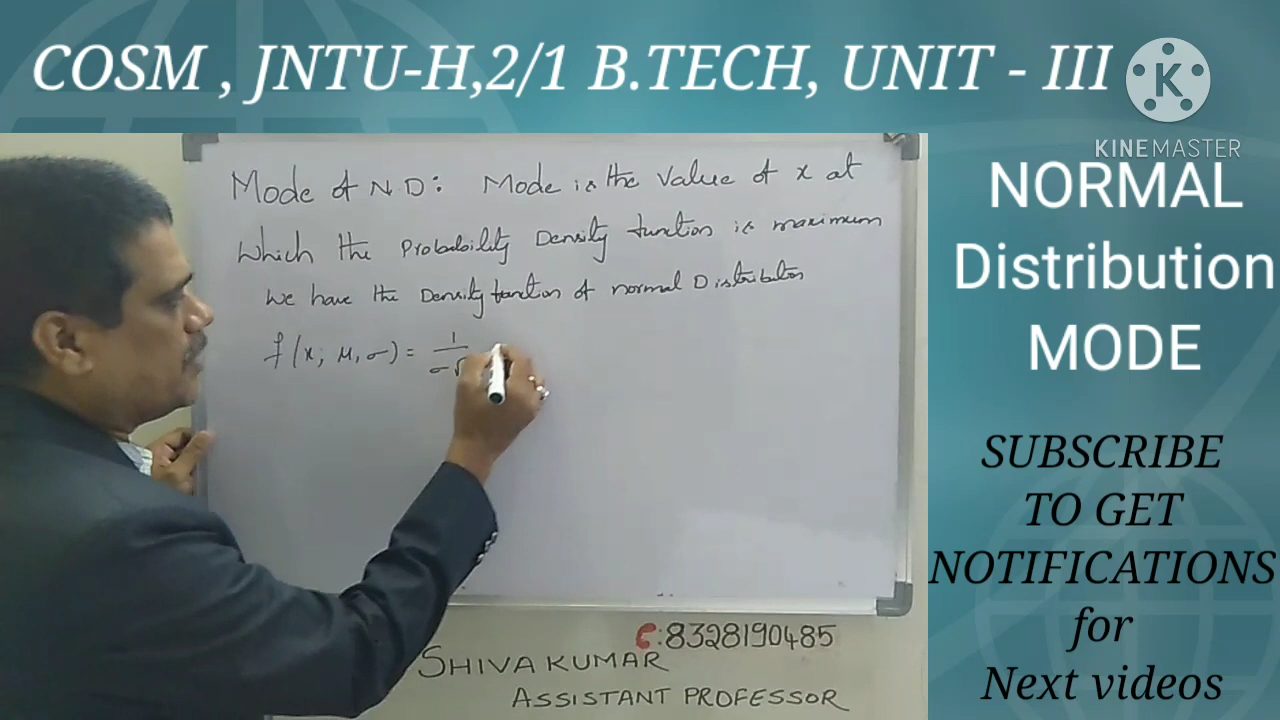 COSM , JNTU-H,2/1 B.TECH, UNIT - III
K
KINEMASTER
NORMAL
Distribution
MODE
SUBSCRIBE
TO GET
NOTIFICATIONS
for
Next videos
Mode of N D: Mode is the value of x at
Which the Probability Density function is maximum
We have the Density function of normal Distribution
f(x; μ, σ) = 1/σ√
C:8328190485
SHIVA KUMAR
ASSISTANT PROFESSOR